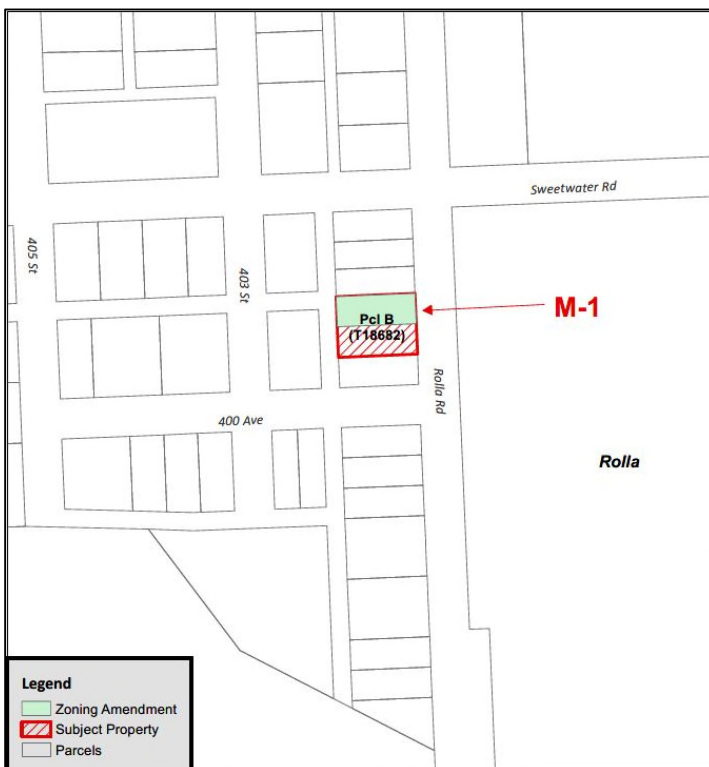 Sweetwater Rd
405 St
403 St
M-1
Pcl B
(T18682)
Rolla Rd
400 Ave
Rolla
Legend
Zoning Amendment
Subject Property
Parcels